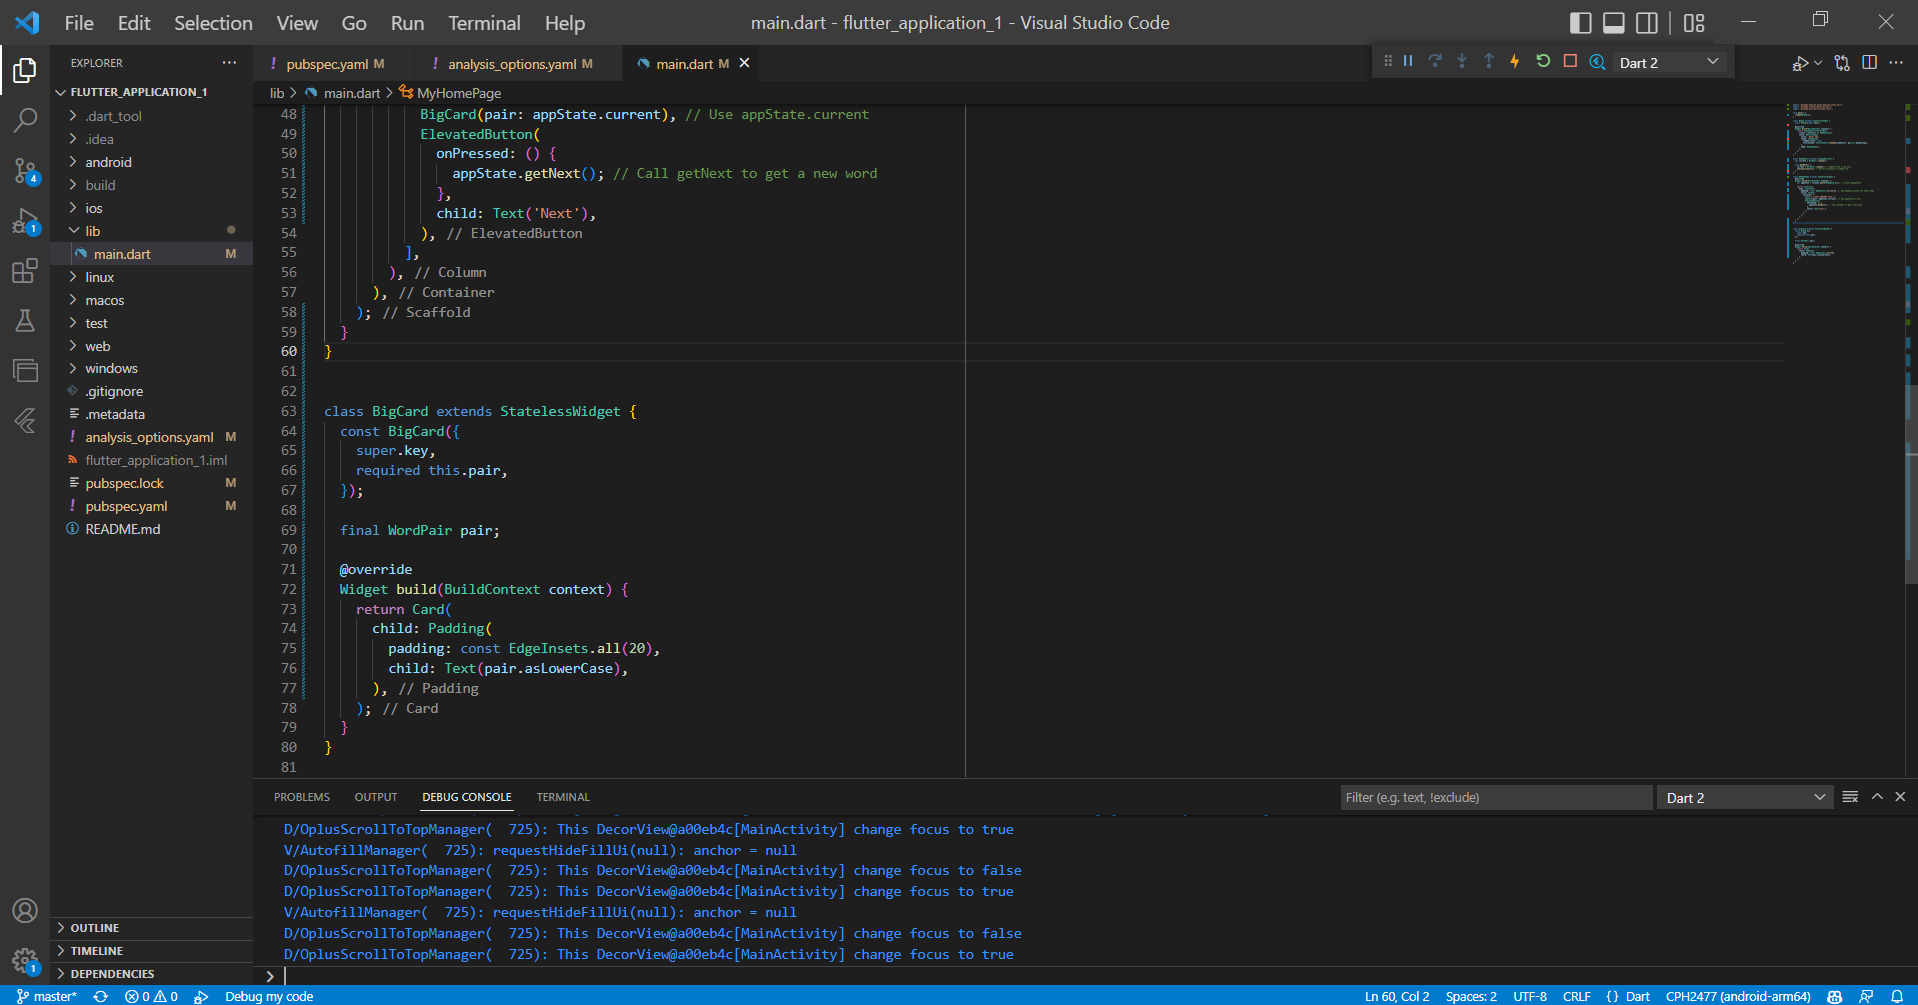 File Edit Selection View Go Run Terminal Help
main.dart - flutter_application_1 - Visual Studio Code
EXPLORER
FLUTTER_APPLICATION_1
.dart_tool
.idea
android
build
ios
lib
main.dart M
linux
macos
test
web
windows
.gitignore
.metadata
analysis_options.yaml M
flutter_application_1.iml
pubspec.lock M
pubspec.yaml M
README.md
OUTLINE
TIMELINE
DEPENDENCIES
4
1
1
! pubspec.yaml M ! analysis_options.yaml M main.dart M
Dart 2
lib > main.dart > MyHomePage
48 BigCard(pair: appState.current), // Use appState.current
49 ElevatedButton(
50 onPressed: () {
51 appState.getNext(); // Call getNext to get a new word
52 },
53 child: Text('Next'),
54 ), // ElevatedButton
55 ],
56 ), // Column
57 ), // Container
58 ); // Scaffold
59 }
60 }
61
62
63 class BigCard extends StatelessWidget {
64 const BigCard({
65 super.key,
66 required this.pair,
67 });
68
69 final WordPair pair;
70
71 @override
72 Widget build(BuildContext context) {
73 return Card(
74 child: Padding(
75 padding: const EdgeInsets.all(20),
76 child: Text(pair.asLowerCase),
77 ), // Padding
78 ); // Card
79 }
80 }
81
PROBLEMS OUTPUT DEBUG CONSOLE TERMINAL
Filter (e.g. text, !exclude)
Dart 2
D/OplusScrollToTopManager(  725): This DecorView@a00eb4c[MainActivity] change focus to true
V/AutofillManager(  725): requestHideFillUi(null): anchor = null
D/OplusScrollToTopManager(  725): This DecorView@a00eb4c[MainActivity] change focus to false
D/OplusScrollToTopManager(  725): This DecorView@a00eb4c[MainActivity] change focus to true
V/AutofillManager(  725): requestHideFillUi(null): anchor = null
D/OplusScrollToTopManager(  725): This DecorView@a00eb4c[MainActivity] change focus to false
D/OplusScrollToTopManager(  725): This DecorView@a00eb4c[MainActivity] change focus to true
>
master* 0 0 Debug my code
Ln 60, Col 2 Spaces: 2 UTF-8 CRLF { } Dart CPH2477 (android-arm64)